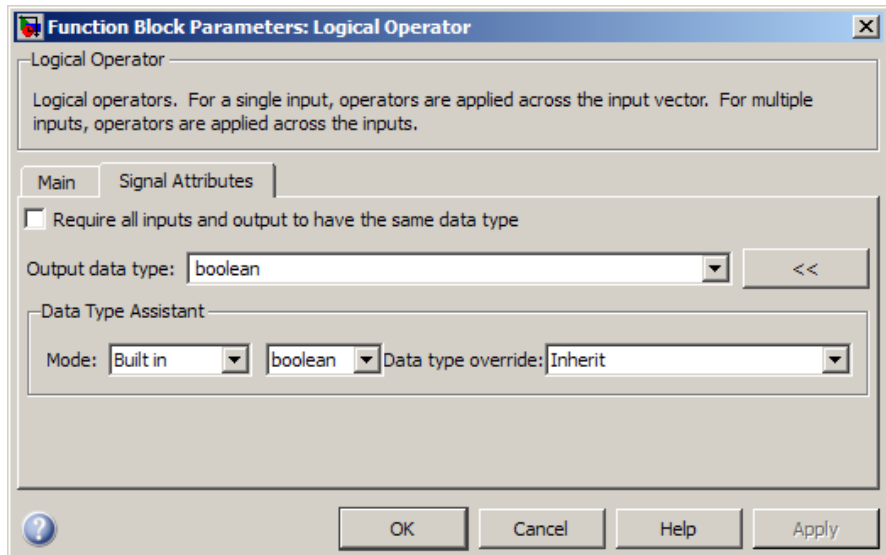 Function Block Parameters: Logical Operator
Logical Operator
Logical operators. For a single input, operators are applied across the input vector. For multiple
inputs, operators are applied across the inputs.
Main Signal Attributes
Require all inputs and output to have the same data type
Output data type: boolean <<
Data Type Assistant
Mode: Built in boolean Data type override: Inherit
? OK Cancel Help Apply